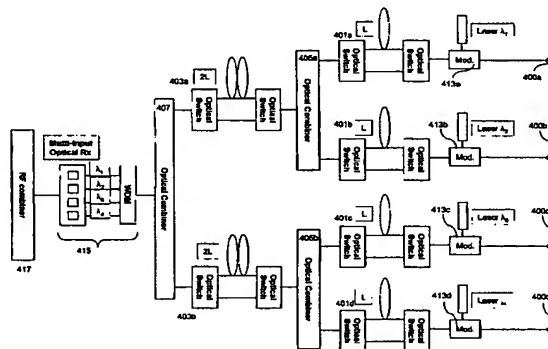 RF combiner
417
Multi-Input
Optical Rx
λ₁
λ₂
λ₃
λ₄
WDM
415
407
Optical Combiner
403a
2L
Optical
Switch
Optical
Switch
2L
Optical
Switch
403b
Optical
Switch
405a
Optical Combiner
405b
Optical Combiner
401a
L
Optical
Switch
Optical
Switch
Laser λ₁
Mod.
413a
400a
401b
L
Optical
Switch
Optical
Switch
413b
Laser λ₂
Mod.
400b
401c
L
Optical
Switch
Optical
Switch
413c
Laser λ₃
Mod.
400c
401d
L
Optical
Switch
Optical
Switch
413d
Laser
Mod.
400d